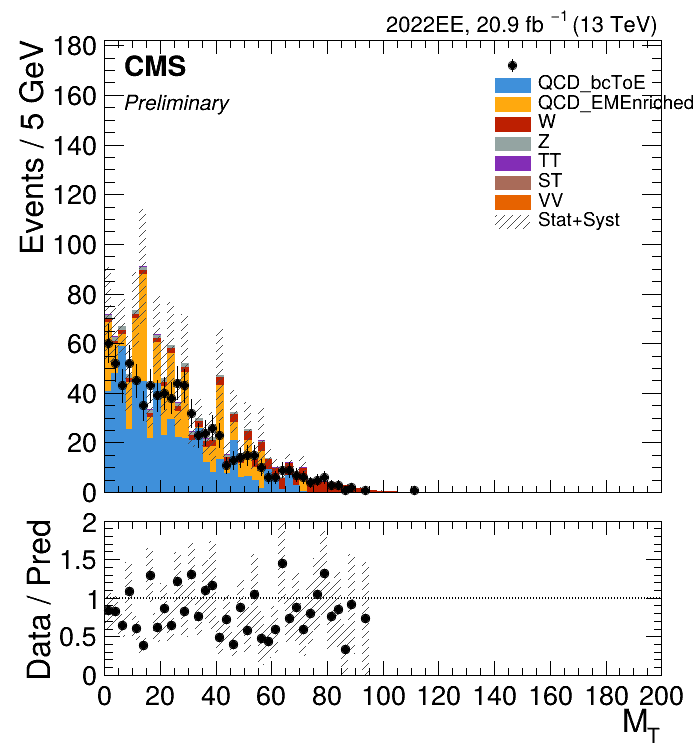 2022EE, 20.9 fb ⁻¹ (13 TeV)
CMS
Preliminary
QCD_bcToE
QCD_EMEnriched
W
Z
TT
ST
VV
Stat+Syst
Events / 5 GeV
180
160
140
120
100
80
60
40
20
0
Data / Pred
2
1.5
1
0.5
0
0 20 40 60 80 100 120 140 160 180 200
M_T